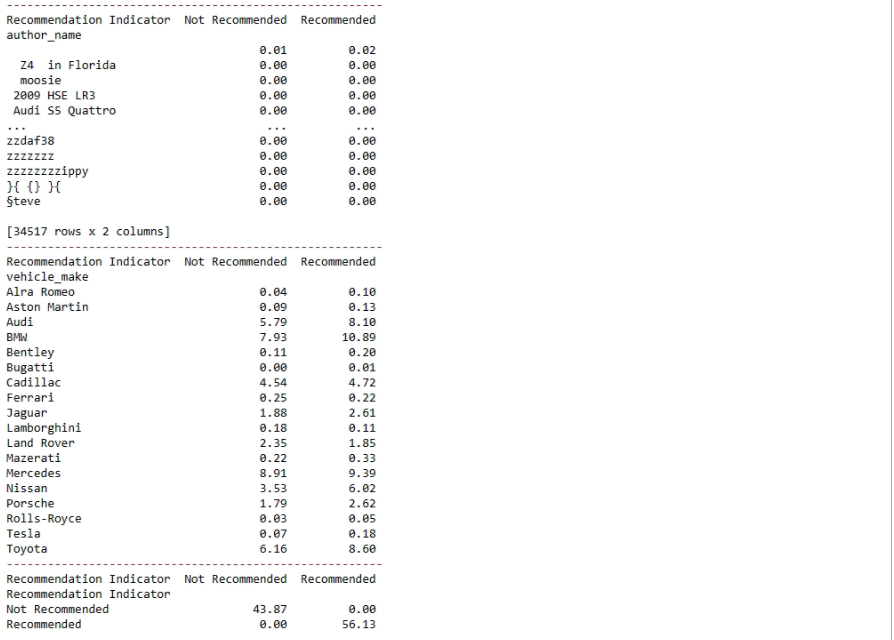 ------------------------------------------------------
Recommendation Indicator  Not Recommended  Recommended
author_name
                                     0.01         0.02
  Z4  in Florida                     0.00         0.00
  moosie                             0.00         0.00
 2009 HSE LR3                        0.00         0.00
 Audi S5 Quattro                     0.00         0.00
...                                   ...          ...
zzdaf38                              0.00         0.00
zzzzzzz                              0.00         0.00
zzzzzzzzippy                         0.00         0.00
}{ {} }{                             0.00         0.00
§teve                                0.00         0.00
[34517 rows x 2 columns]
------------------------------------------------------
Recommendation Indicator  Not Recommended  Recommended
vehicle_make
Alra Romeo                           0.04         0.10
Aston Martin                         0.09         0.13
Audi                                 5.79         8.10
BMW                                  7.93        10.89
Bentley                              0.11         0.20
Bugatti                              0.00         0.01
Cadillac                             4.54         4.72
Ferrari                              0.25         0.22
Jaguar                               1.88         2.61
Lamborghini                          0.18         0.11
Land Rover                           2.35         1.85
Mazerati                             0.22         0.33
Mercedes                             8.91         9.39
Nissan                               3.53         6.02
Porsche                              1.79         2.62
Rolls-Royce                          0.03         0.05
Tesla                                0.07         0.18
Toyota                               6.16         8.60
------------------------------------------------------
Recommendation Indicator  Not Recommended  Recommended
Recommendation Indicator
Not Recommended                     43.87         0.00
Recommended                          0.00        56.13